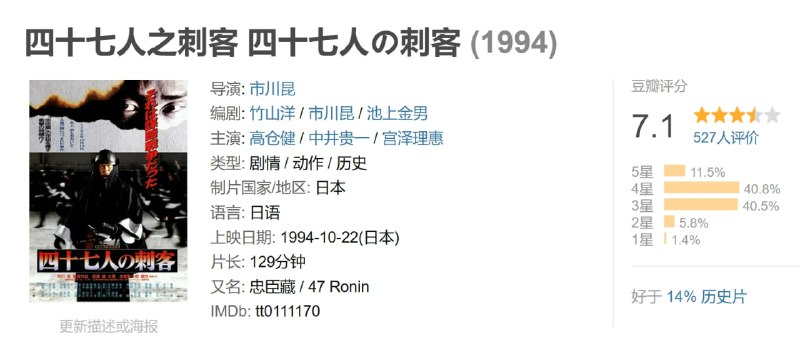 四十七人之刺客 四十七人の刺客 (1994)
四十七人の刺客
更新描述或海报
导演: 市川昆
编剧: 竹山洋 / 市川昆 / 池上金男
主演: 高仓健 / 中井贵一 / 宫泽理惠
类型: 剧情 / 动作 / 历史
制片国家/地区: 日本
语言: 日语
上映日期: 1994-10-22(日本)
片长: 129分钟
又名: 忠臣藏 / 47 Ronin
IMDb: tt0111170
豆瓣评分
7.1
527人评价
5星 11.5%
4星 40.8%
3星 40.5%
2星 5.8%
1星 1.4%
好于 14% 历史片